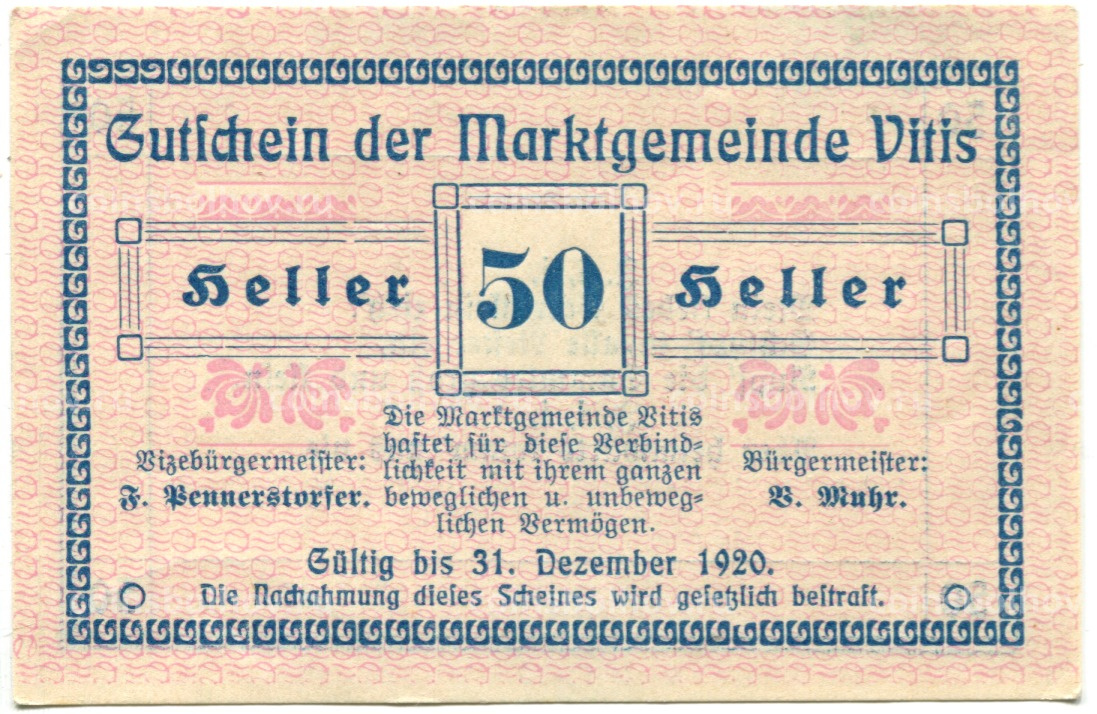 Gutschein der Marktgemeinde Vitis
Heller 50 Heller
Die Marktgemeinde Vitis
haftet für diese Verbind-
lichkeit mit ihrem ganzen
beweglichen u. unbeweg-
lichen Vermögen.
Vizebürgermeister:
F. Pennerstorfer.
Bürgermeister:
V. Muhr.
Gültig bis 31. Dezember 1920.
Die Nachahmung dieses Scheines wird gesetzlich bestraft.